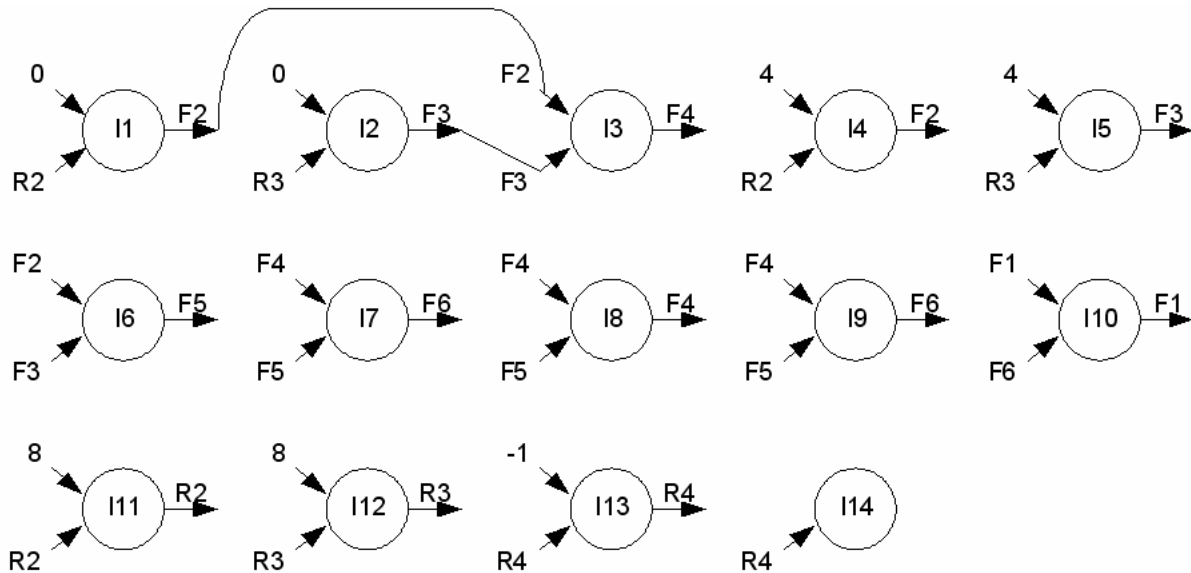 0 0 F2 4 4
I1 F2 I2 F3 I3 F4 I4 F2 I5 F3
R2 R3 F3 R2 R3
F2 F4 F4 F4 F1
I6 F5 I7 F6 I8 F4 I9 F6 I10 F1
F3 F5 F5 F5 F6
8 8 -1
I11 R2 I12 R3 I13 R4 I14
R2 R3 R4 R4